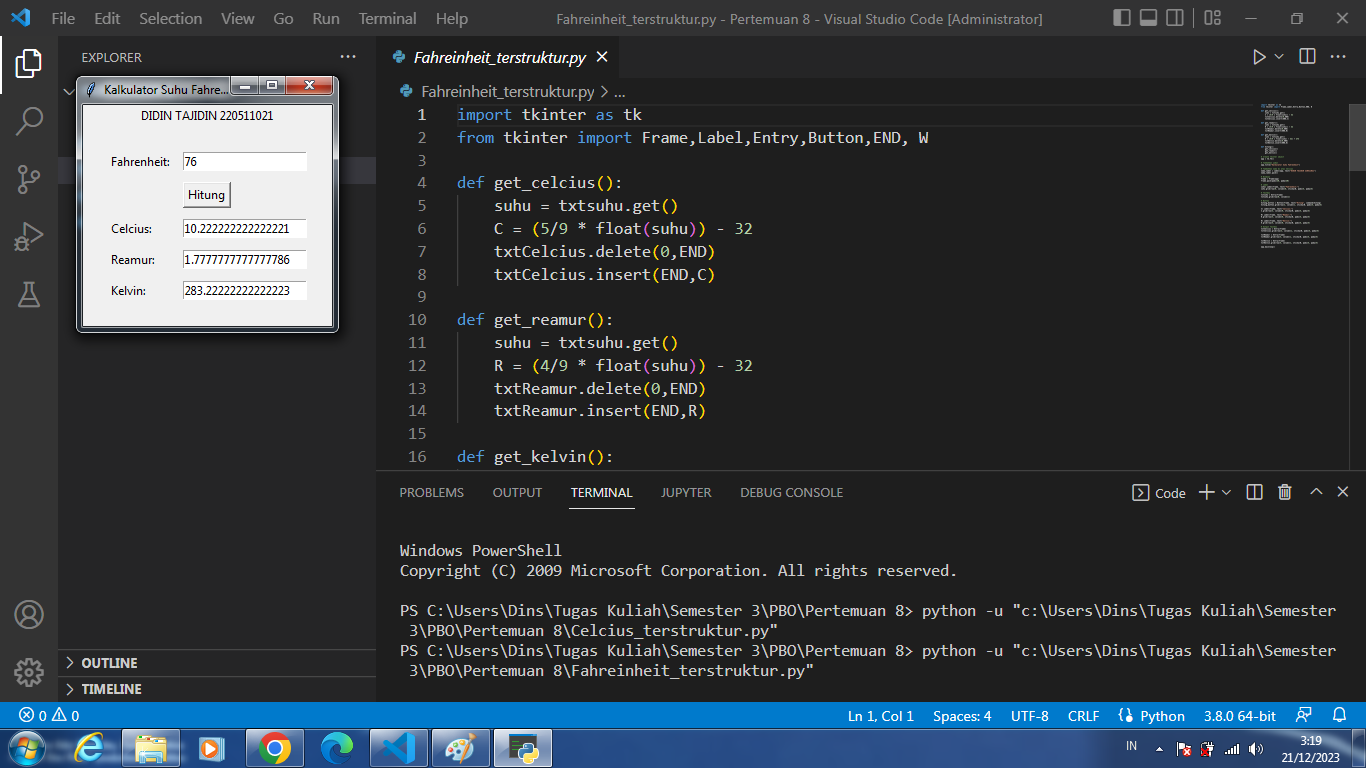 File Edit Selection View Go Run Terminal Help
Fahreinheit_terstruktur.py - Pertemuan 8 - Visual Studio Code [Administrator]
EXPLORER
Kalkulator Suhu Fahre...
DIDIN TAJIDIN 220511021
Fahrenheit: 76
Hitung
Celcius: 10.222222222222221
Reamur: 1.7777777777777786
Kelvin: 283.22222222222223
OUTLINE
TIMELINE
Fahreinheit_terstruktur.py
Fahreinheit_terstruktur.py > ...
1 import tkinter as tk
2 from tkinter import Frame,Label,Entry,Button,END, W
3
4 def get_celcius():
5 suhu = txtsuhu.get()
6 C = (5/9 * float(suhu)) - 32
7 txtCelcius.delete(0,END)
8 txtCelcius.insert(END,C)
9
10 def get_reamur():
11 suhu = txtsuhu.get()
12 R = (4/9 * float(suhu)) - 32
13 txtReamur.delete(0,END)
14 txtReamur.insert(END,R)
15
16 def get_kelvin():
PROBLEMS OUTPUT TERMINAL JUPYTER DEBUG CONSOLE
Code
Windows PowerShell
Copyright (C) 2009 Microsoft Corporation. All rights reserved.
PS C:\Users\Dins\Tugas Kuliah\Semester 3\PBO\Pertemuan 8> python -u "c:\Users\Dins\Tugas Kuliah\Semester
3\PBO\Pertemuan 8\Celcius_terstruktur.py"
PS C:\Users\Dins\Tugas Kuliah\Semester 3\PBO\Pertemuan 8> python -u "c:\Users\Dins\Tugas Kuliah\Semester
3\PBO\Pertemuan 8\Fahreinheit_terstruktur.py"
0 0
Ln 1, Col 1 Spaces: 4 UTF-8 CRLF Python 3.8.0 64-bit
IN
3:19
21/12/2023